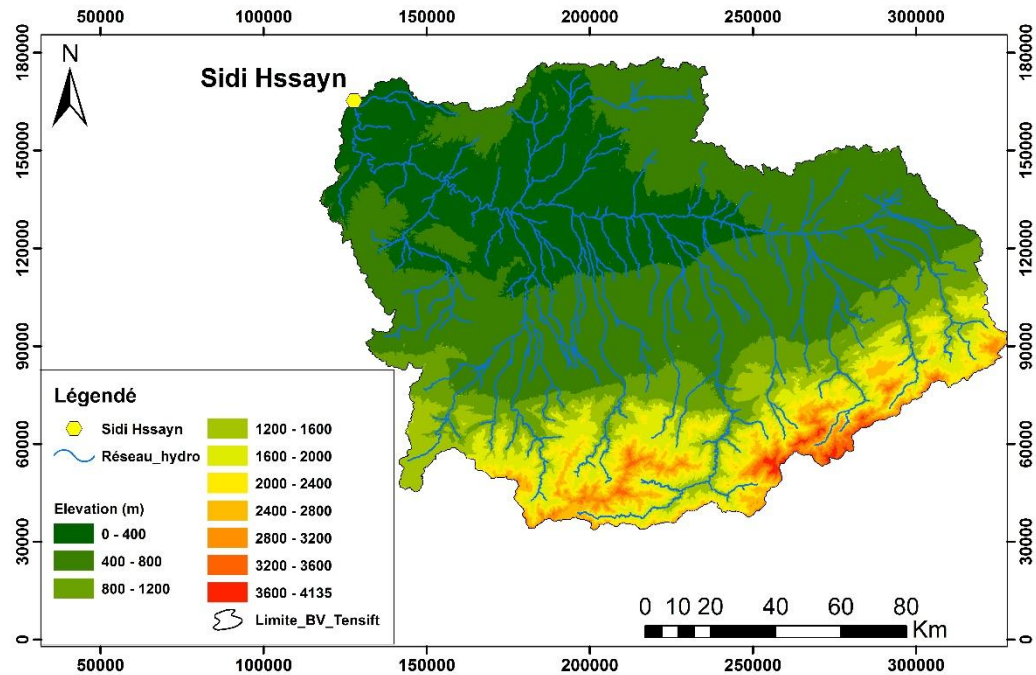 50000 100000 150000 200000 250000 300000
180000 150000 120000 90000 60000 30000 0
N
Sidi Hssayn
Légendé
Sidi Hssayn
Réseau_hydro
Elevation (m)
0 - 400
400 - 800
800 - 1200
1200 - 1600
1600 - 2000
2000 - 2400
2400 - 2800
2800 - 3200
3200 - 3600
3600 - 4135
Limite_BV_Tensift
0 10 20 40 60 80
Km
180000 150000 120000 90000 60000 30000 0
50000 100000 150000 200000 250000 300000